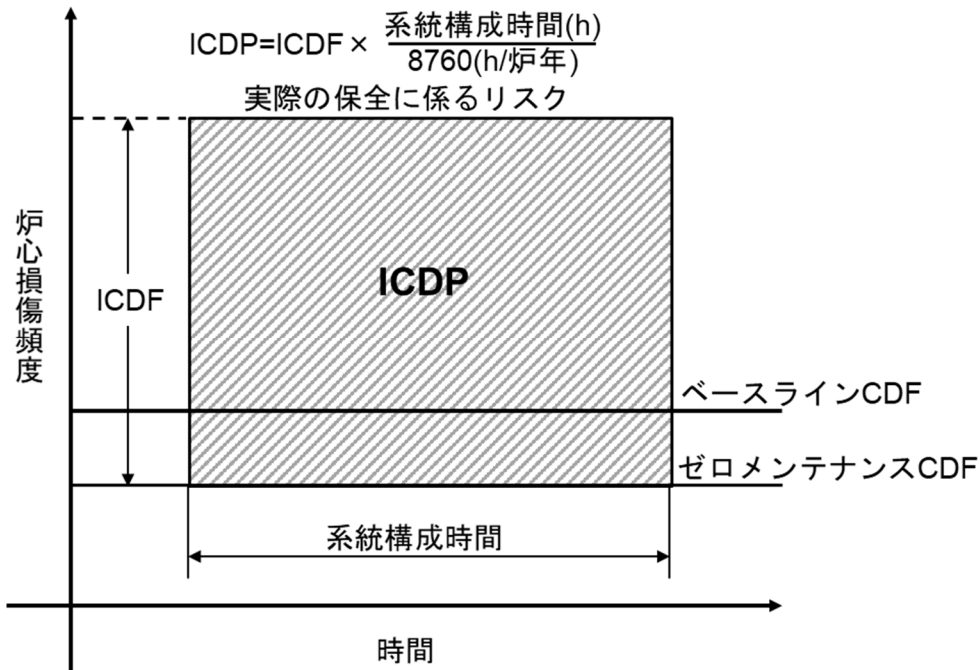 ICDP=ICDF× 系統構成時間(h)
8760(h/炉年)
実際の保全に係るリスク
炉心損傷頻度
ICDF
ICDP
ベースラインCDF
ゼロメンテナンスCDF
系統構成時間
時間